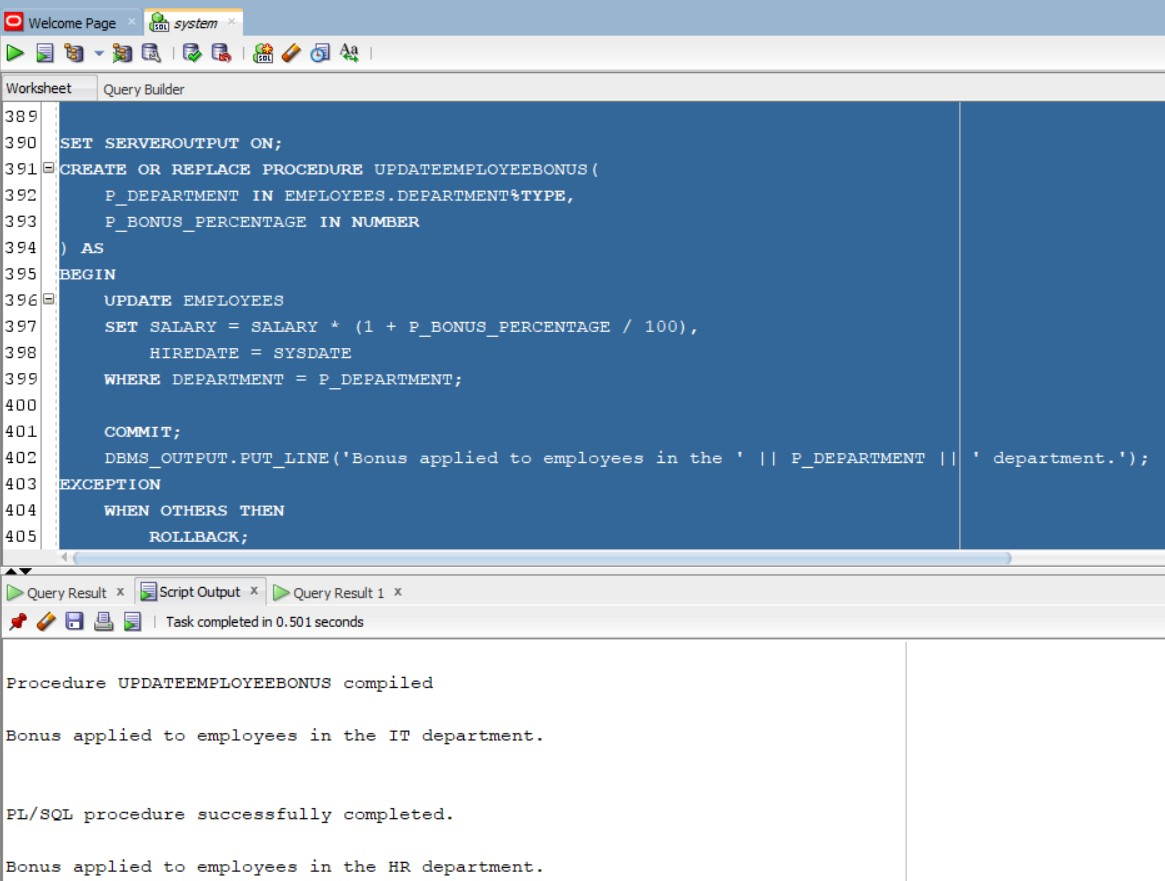 Welcome Page
system
Worksheet
Query Builder
389
390 SET SERVEROUTPUT ON;
391 CREATE OR REPLACE PROCEDURE UPDATEEMPLOYEEBONUS(
392     P_DEPARTMENT IN EMPLOYEES.DEPARTMENT%TYPE,
393     P_BONUS_PERCENTAGE IN NUMBER
394 ) AS
395 BEGIN
396     UPDATE EMPLOYEES
397     SET SALARY = SALARY * (1 + P_BONUS_PERCENTAGE / 100),
398         HIREDATE = SYSDATE
399     WHERE DEPARTMENT = P_DEPARTMENT;
400
401     COMMIT;
402     DBMS_OUTPUT.PUT_LINE('Bonus applied to employees in the ' || P_DEPARTMENT || ' department.');
403 EXCEPTION
404     WHEN OTHERS THEN
405         ROLLBACK;
Query Result x Script Output x Query Result 1 x
Task completed in 0.501 seconds
Procedure UPDATEEMPLOYEEBONUS compiled
Bonus applied to employees in the IT department.
PL/SQL procedure successfully completed.
Bonus applied to employees in the HR department.